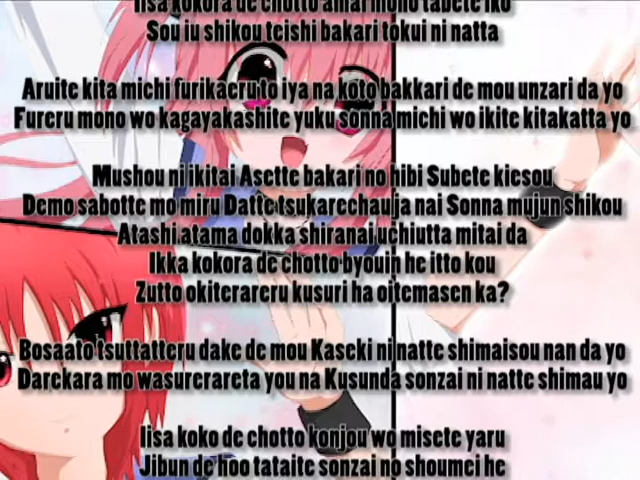 Iisa kokora de chotto amai mono tabete iko
Sou iu shikou teishi bakari tokui ni natta
Aruite kita michi furikaeru to iya na koto bakkari de mou unzari da yo
Fureru mono wo kagayakashite yuku sonna michi wo ikite kitakatta yo
Mushou ni ikitai Asette bakari no hibi Subete kiesou
Demo sabotte mo miru Datte tsukarechau ja nai Sonna mujun shikou
Atashi atama dokka shiranai uchi utta mitai da
Ikka kokora de chotto byouin he itto kou
Zutto okiterareru kusuri ha oitemasen ka?
Bosaato tsuttatteru dake de mou Kaseki ni natte shimaisou nan da yo
Darekara mo wasurerareta you na Kusunda sonzai ni natte shimau yo
Iisa koko de chotto konjou wo misete yaru
Jibun de hoo tataite sonzai no shoumei he